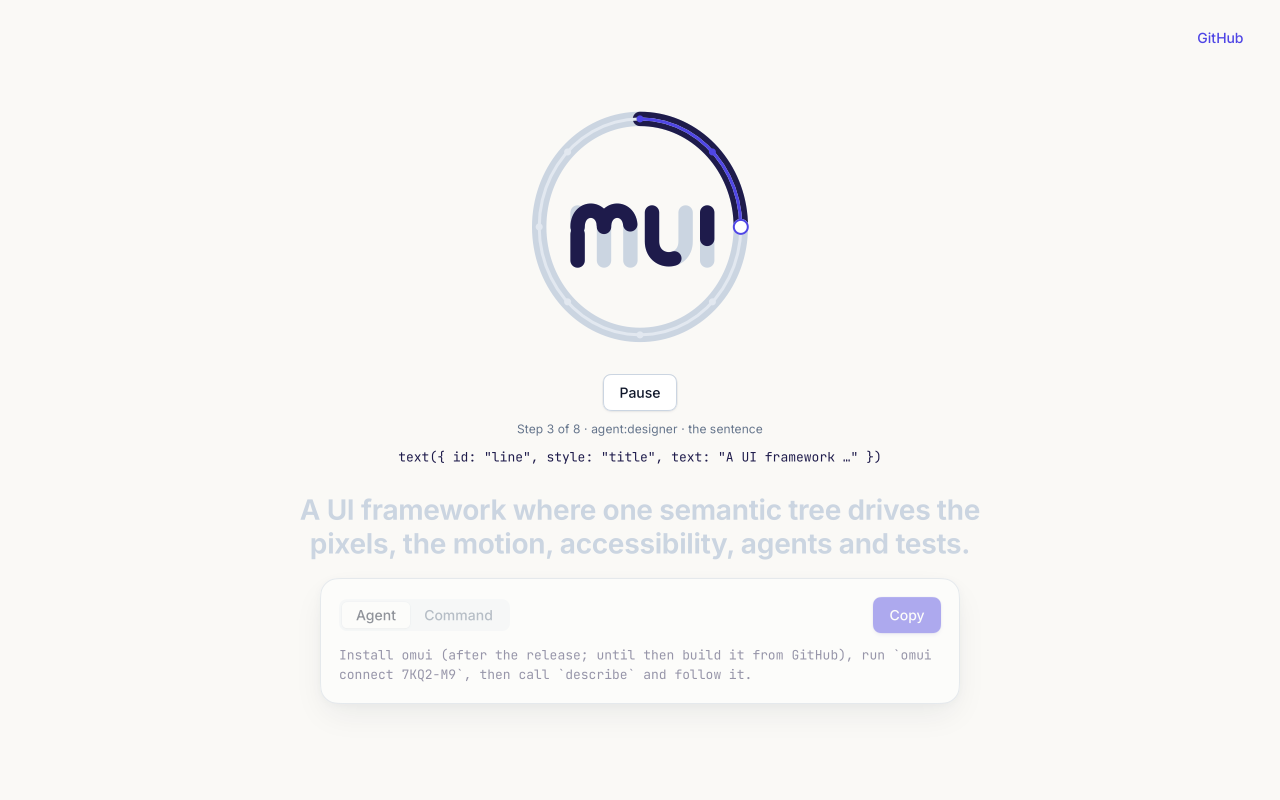 GitHub
mui
Pause
Step 3 of 8 · agent:designer · the sentence
text({ id: "line", style: "title", text: "A UI framework …" })
A UI framework where one semantic tree drives the
pixels, the motion, accessibility, agents and tests.
Agent Command Copy
Install omui (after the release; until then build it from GitHub), run `omui
connect 7KQ2-M9`, then call `describe` and follow it.